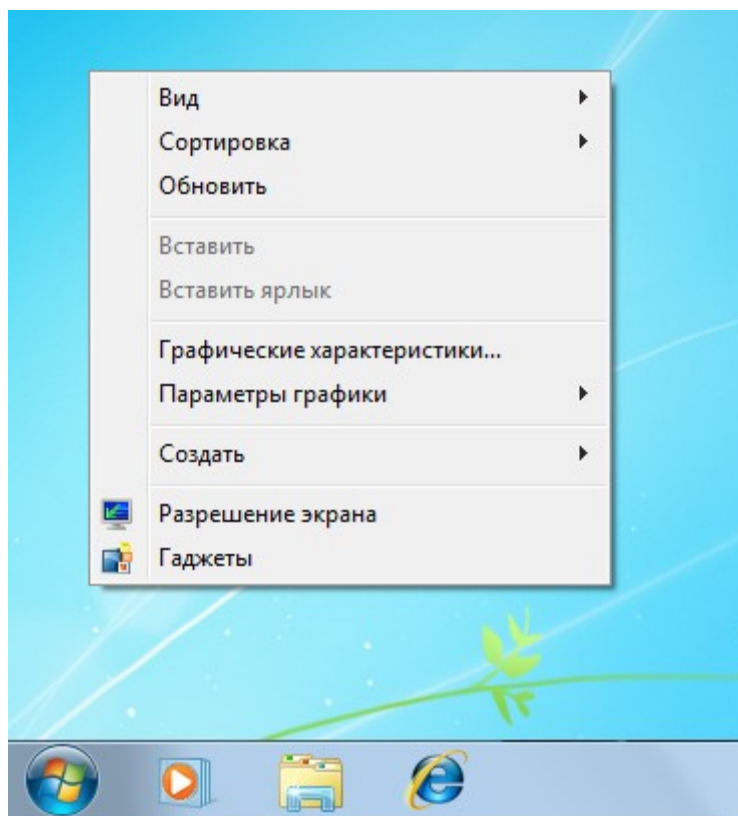 Вид
Сортировка
Обновить
Вставить
Вставить ярлык
Графические характеристики...
Параметры графики
Создать
Разрешение экрана
Гаджеты